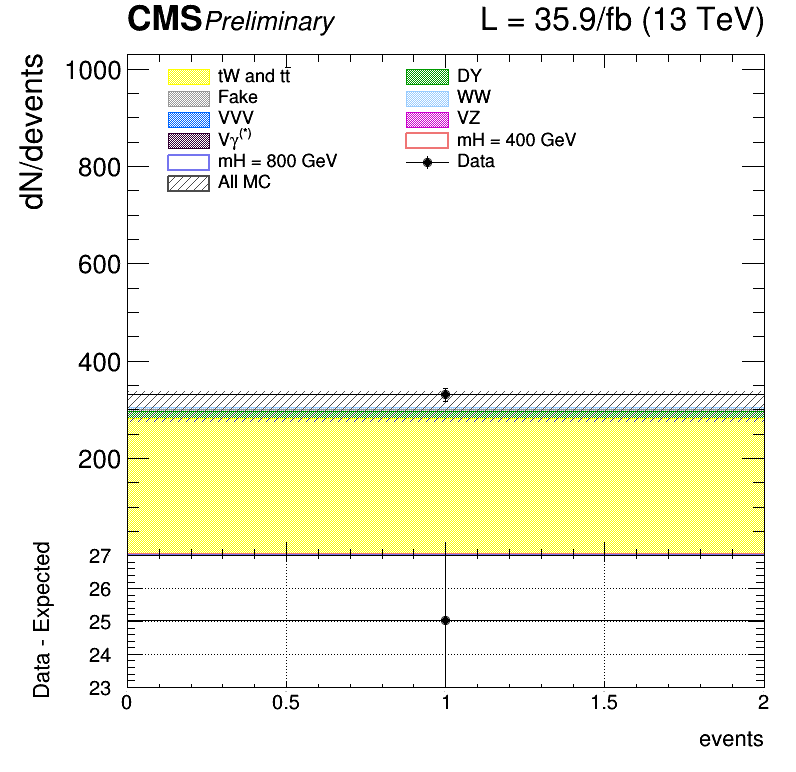 CMS Preliminary L = 35.9/fb (13 TeV)
dN/devents
1000
800
600
400
200
tW and tt̄
DY
Fake
WW
VVV
VZ
Vγ(*)
mH = 400 GeV
mH = 800 GeV
Data
All MC
Data - Expected
27
26
25
24
23
0 0.5 1 1.5 2
events